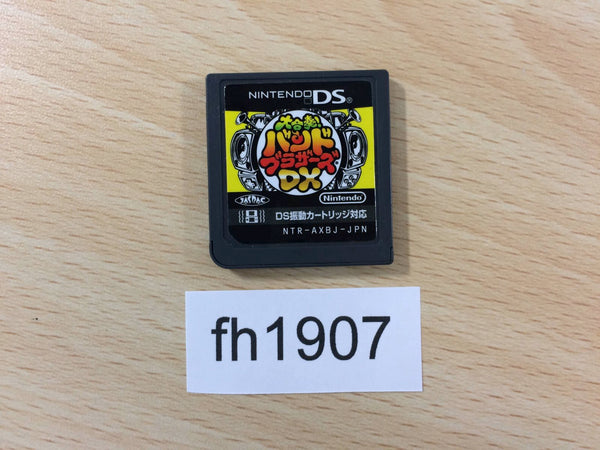 NINTENDO DS®
大合奏!
バンド
ブラザーズ
DX
JASRAC
Nintendo
DS振動カートリッジ対応
NTR-AXBJ-JPN
fh1907